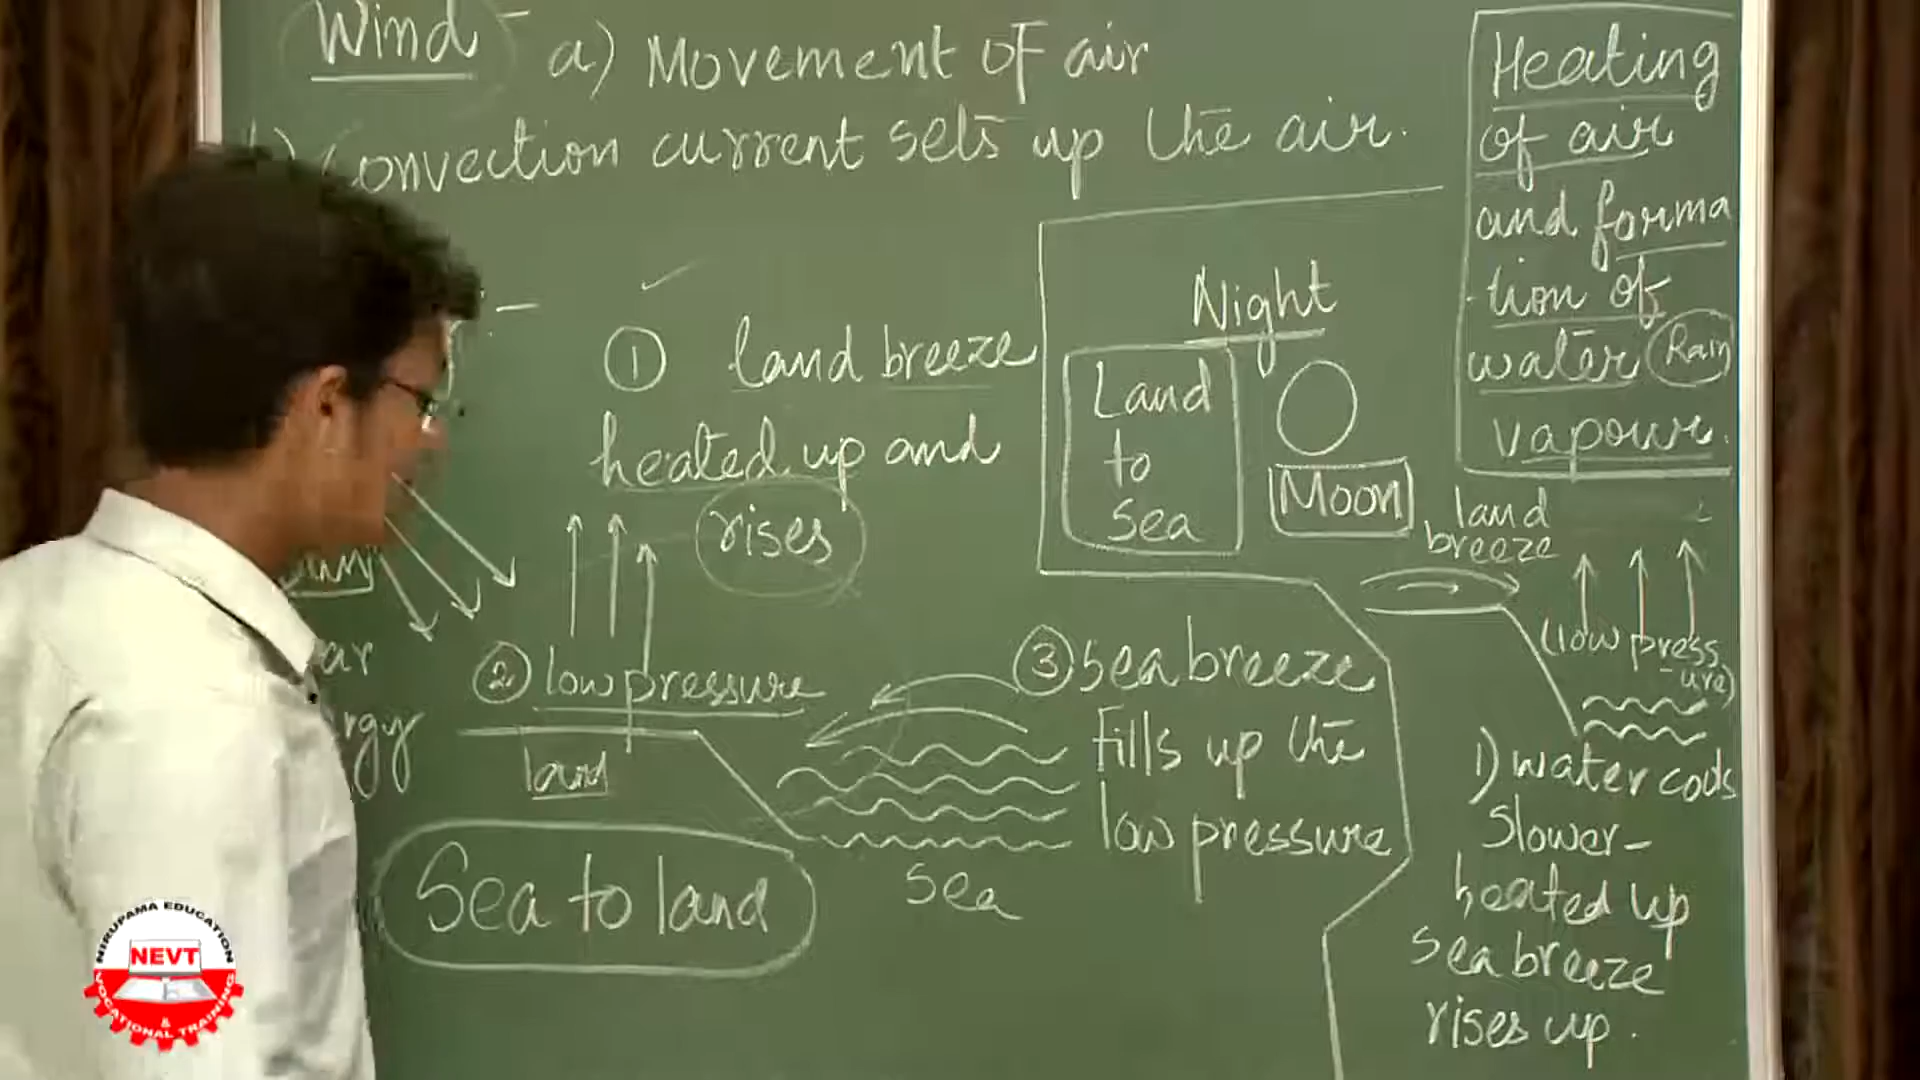 Wind -
a) Movement of air
b) Convection current sets up the air.
① land breeze
heated up and
rises
② low pressure
land
Sea to land
③ Sea breeze
fills up the
low pressure
Sea
Night
Land
to
Sea
Moon
Heating
of air
and forma
-tion of
water
Rain
vapour.
land
breeze
(low press
-ure)
1) water cools
slower-
heated up
sea breeze
rises up.
NIRUPAMA EDUCATION
NEVT
& VOCATIONAL TRAINING